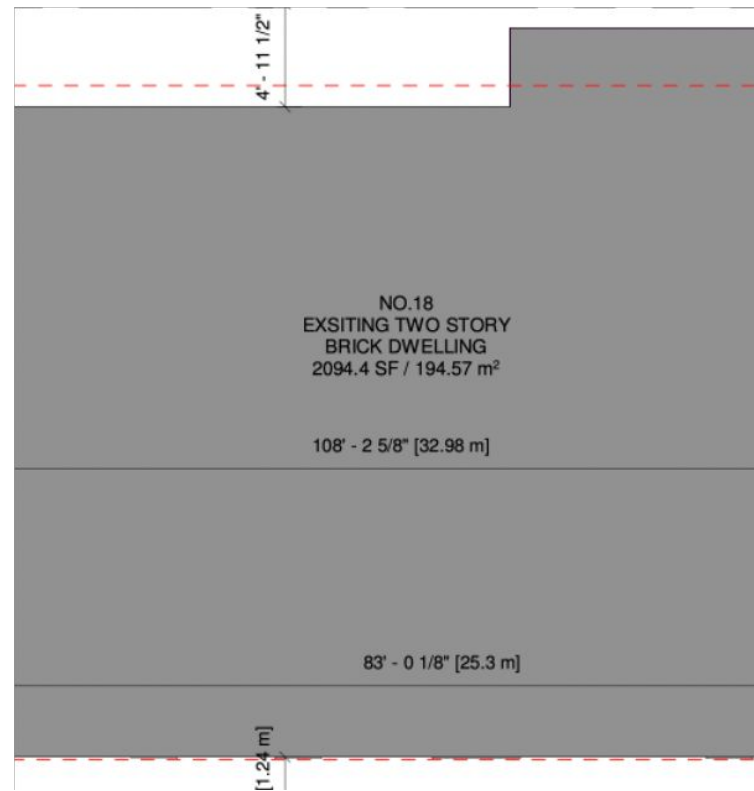 4' - 11 1/2"
NO.18
EXSITING TWO STORY
BRICK DWELLING
2094.4 SF / 194.57 m²
108' - 2 5/8" [32.98 m]
83' - 0 1/8" [25.3 m]
[1.24 m]